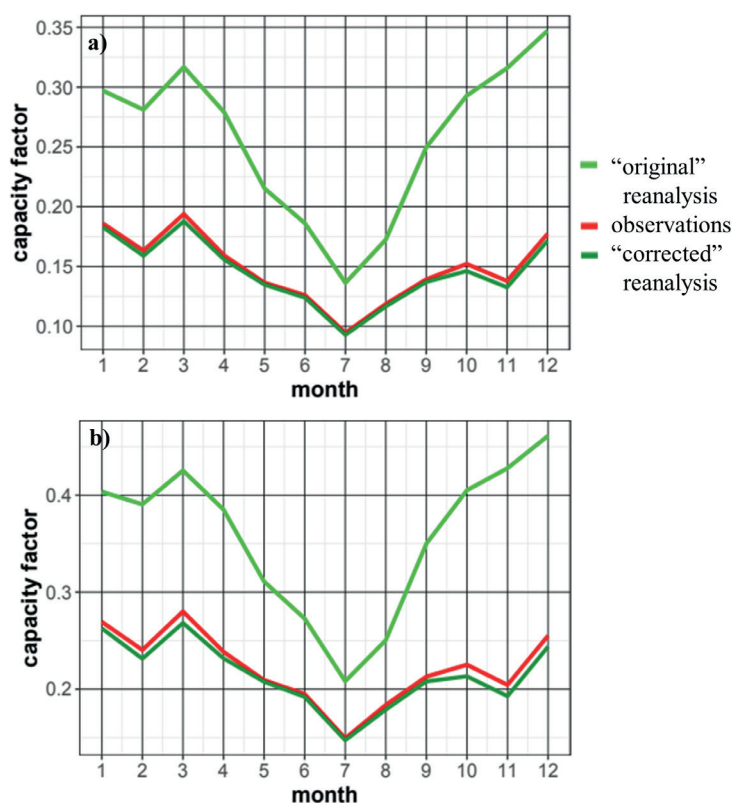 a)
0.35
0.30
0.25
0.20
0.15
0.10
capacity factor
1 2 3 4 5 6 7 8 9 10 11 12
month
“original”
reanalysis
observations
“corrected”
reanalysis
b)
0.4
0.3
0.2
capacity factor
1 2 3 4 5 6 7 8 9 10 11 12
month